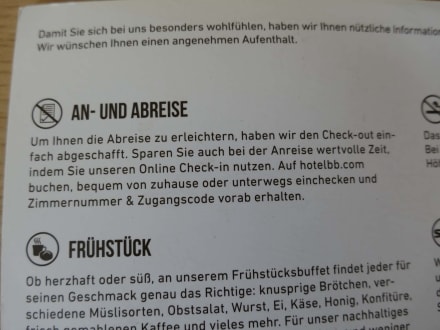 Damit Sie sich bei uns besonders wohlfühlen, haben wir Ihnen nützliche
Wir wünschen Ihnen einen angenehmen Aufenthalt.
AN- UND ABREISE
Um Ihnen die Abreise zu erleichtern, haben wir den Check-out ein-
fach abgeschafft. Sparen Sie auch bei der Anreise wertvolle Zeit,
indem Sie unseren Online Check-in nutzen. Auf hotelbb.com
buchen, bequem von zuhause oder unterwegs einchecken und
Zimmernummer & Zugangscode vorab erhalten.
Das
Bei
FRÜHSTÜCK
Ob herzhaft oder süß, an unserem Frühstücksbuffet findet jeder für
seinen Geschmack genau das Richtige: knusprige Brötchen, ver-
schiedene Müslisorten, Obstsalat, Wurst, Ei, Käse, Honig, Konfitüre,
frisch gemahlenen Kaffee und vieles mehr. Für unser nachhaltiges